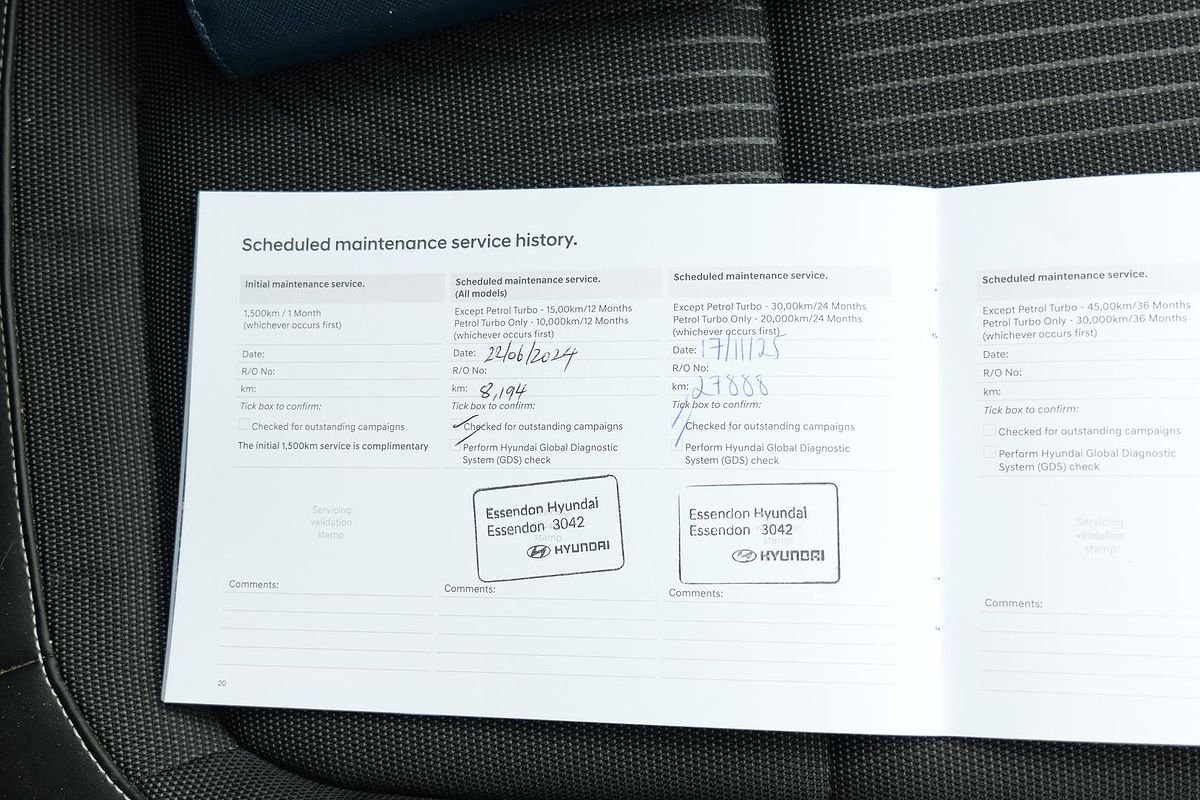 Scheduled maintenance service history.
Initial maintenance service.
1,500km / 1 Month
(whichever occurs first)
Date:
R/O No:
km:
Tick box to confirm:
Checked for outstanding campaigns
The initial 1,500km service is complimentary
Servicing
validation
stamp
Comments:
Scheduled maintenance service.
(All models)
Except Petrol Turbo - 15,00km/12 Months
Petrol Turbo Only - 10,000km/12 Months
(whichever occurs first)
Date: 22/06/2024
R/O No:
km: 8,194
Tick box to confirm:
Checked for outstanding campaigns
Perform Hyundai Global Diagnostic
System (GDS) check
Essendon Hyundai
Essendon 3042
HYUNDAI
Comments:
Scheduled maintenance service.
Except Petrol Turbo - 30,00km/24 Months
Petrol Turbo Only - 20,000km/24 Months
(whichever occurs first)
Date: 17/11/25
R/O No:
km: 27888
Tick box to confirm:
Checked for outstanding campaigns
Perform Hyundai Global Diagnostic
System (GDS) check
Essendon Hyundai
Essendon 3042
stamp
HYUNDAI
Comments:
20
Scheduled maintenance service.
Except Petrol Turbo - 45,00km/36 Months
Petrol Turbo Only - 30,000km/36 Months
(whichever occurs first)
Date:
R/O No:
km:
Tick box to confirm:
Checked for outstanding campaigns
Perform Hyundai Global Diagnostic
System (GDS) check
Servicing
validation
stamp
Comments: